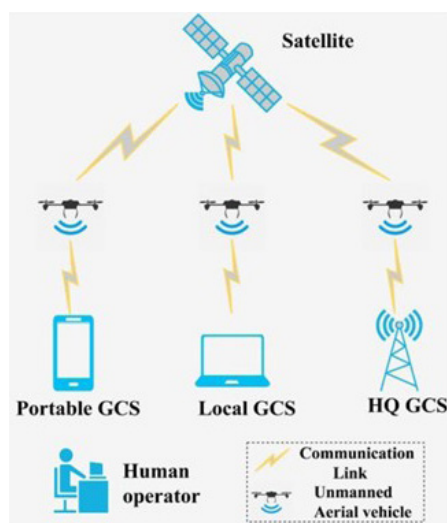 Satellite
Portable GCS
Local GCS
HQ GCS
Human
operator
Communication
Link
Unmanned
Aerial vehicle